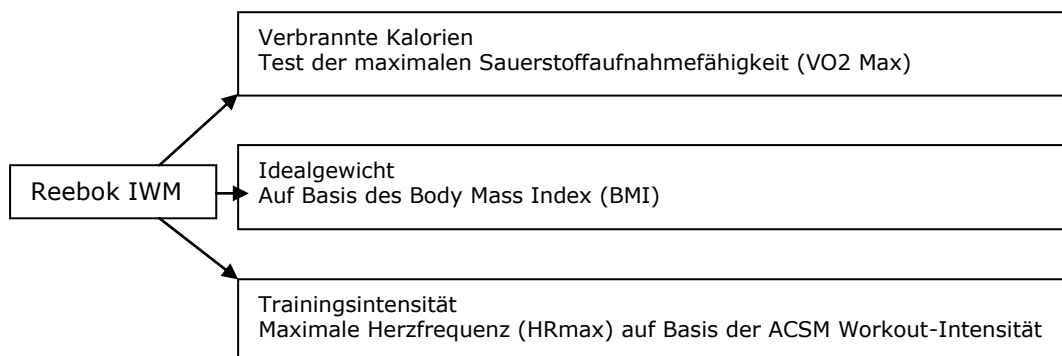 Verbrannte Kalorien
Test der maximalen Sauerstoffaufnahmefähigkeit (VO2 Max)
Reebok IWM
Idealgewicht
Auf Basis des Body Mass Index (BMI)
Trainingsintensität
Maximale Herzfrequenz (HRmax) auf Basis der ACSM Workout-Intensität